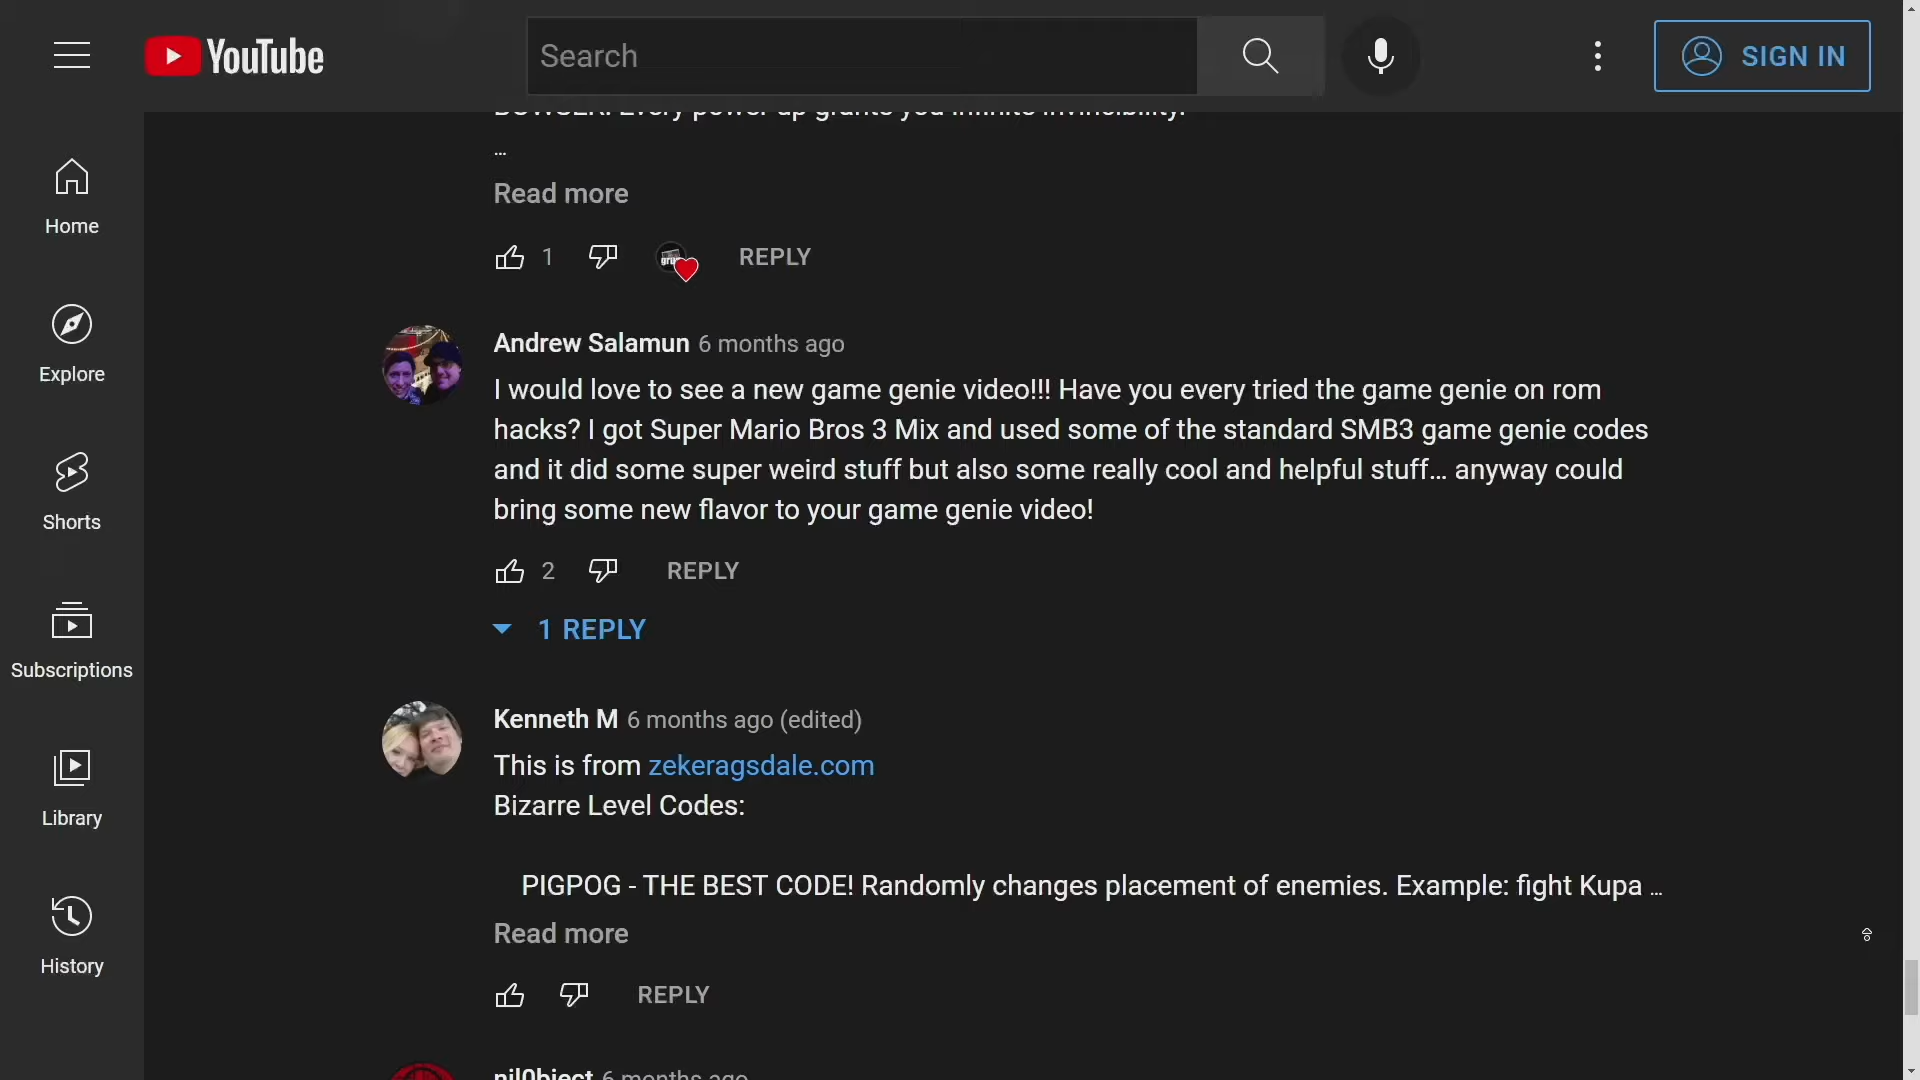 YouTube
Search
SIGN IN
BOWSER! Every power-up grants you infinite invincibility.
...
Read more
1
REPLY
Home
Explore
Shorts
Subscriptions
Library
History
Andrew Salamun 6 months ago
I would love to see a new game genie video!!! Have you every tried the game genie on rom
hacks? I got Super Mario Bros 3 Mix and used some of the standard SMB3 game genie codes
and it did some super weird stuff but also some really cool and helpful stuff... anyway could
bring some new flavor to your game genie video!
2
REPLY
1 REPLY
Kenneth M 6 months ago (edited)
This is from zekeragsdale.com
Bizarre Level Codes:
PIGPOG - THE BEST CODE! Randomly changes placement of enemies. Example: fight Kupa ...
Read more
REPLY
nil0bject 6 months ago